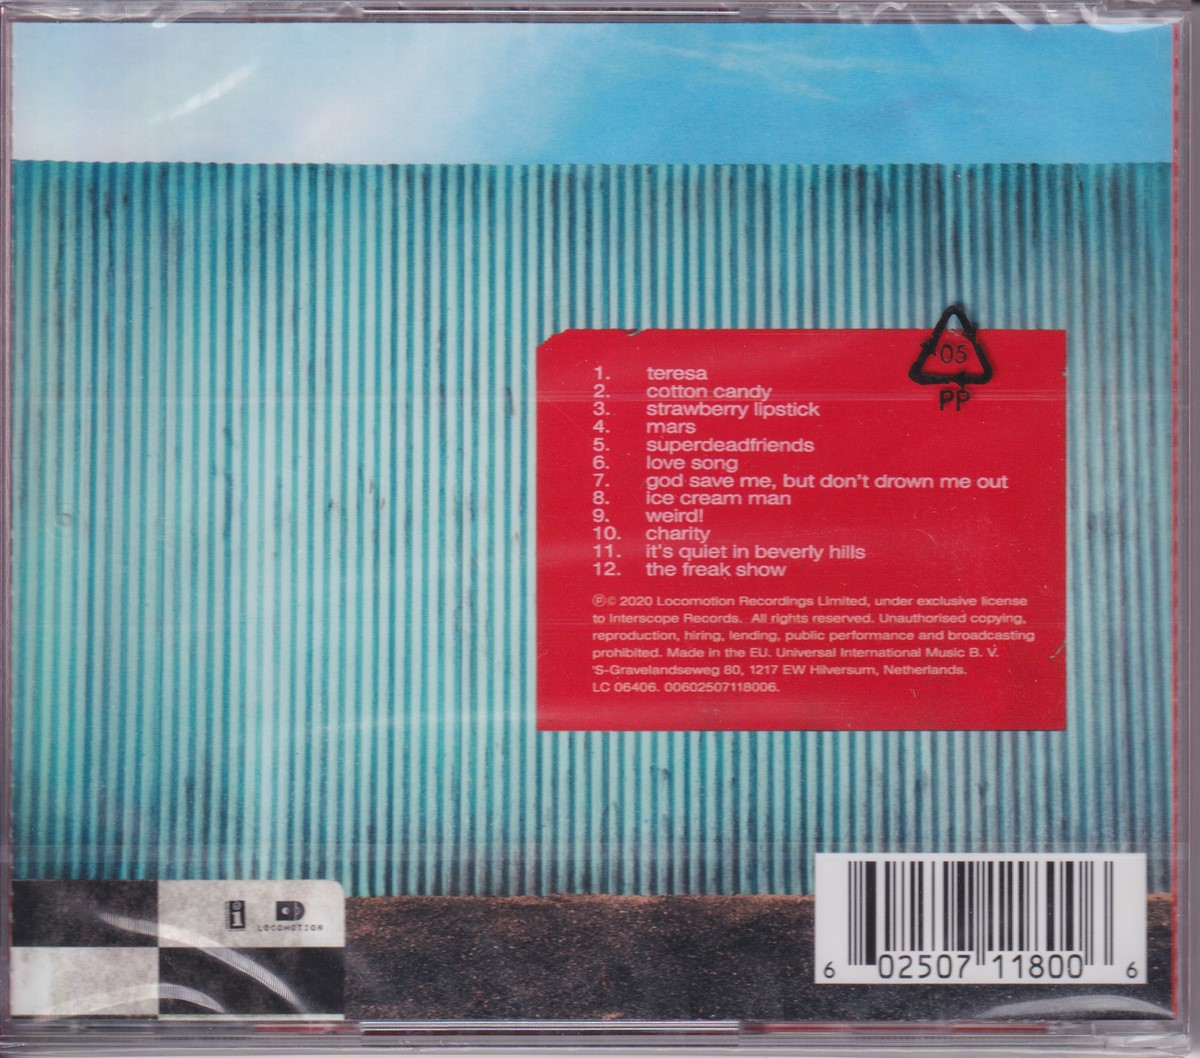 05
PP
1. teresa
2. cotton candy
3. strawberry lipstick
4. mars
5. superdeadfriends
6. love song
7. god save me, but don't drown me out
8. ice cream man
9. weird!
10. charity
11. it's quiet in beverly hills
12. the freak show
℗© 2020 Locomotion Recordings Limited, under exclusive license
to Interscope Records. All rights reserved. Unauthorised copying,
reproduction, hiring, lending, public performance and broadcasting
prohibited. Made in the EU. Universal International Music B. V.
'S-Gravelandseweg 80, 1217 EW Hilversum, Netherlands.
LC 06406. 00602507118006.
i
LOCOMOTION
6 02507 11800 6